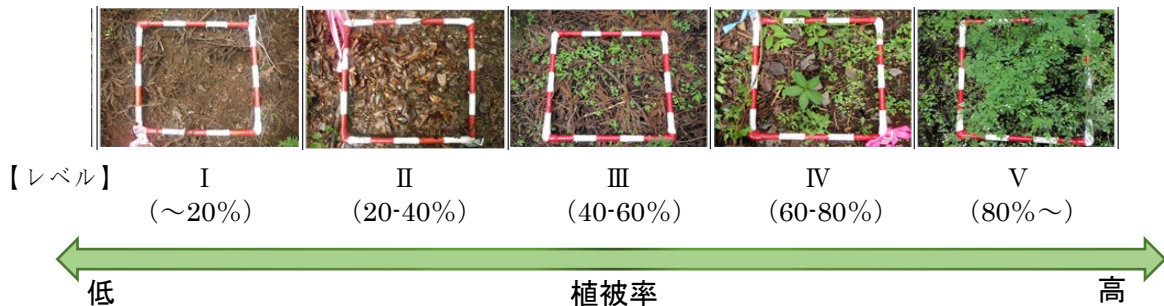 【レベル】 Ⅰ Ⅱ Ⅲ Ⅳ Ⅴ
（～20%） （20-40%） （40-60%） （60-80%） （80%～）
低 植被率 高